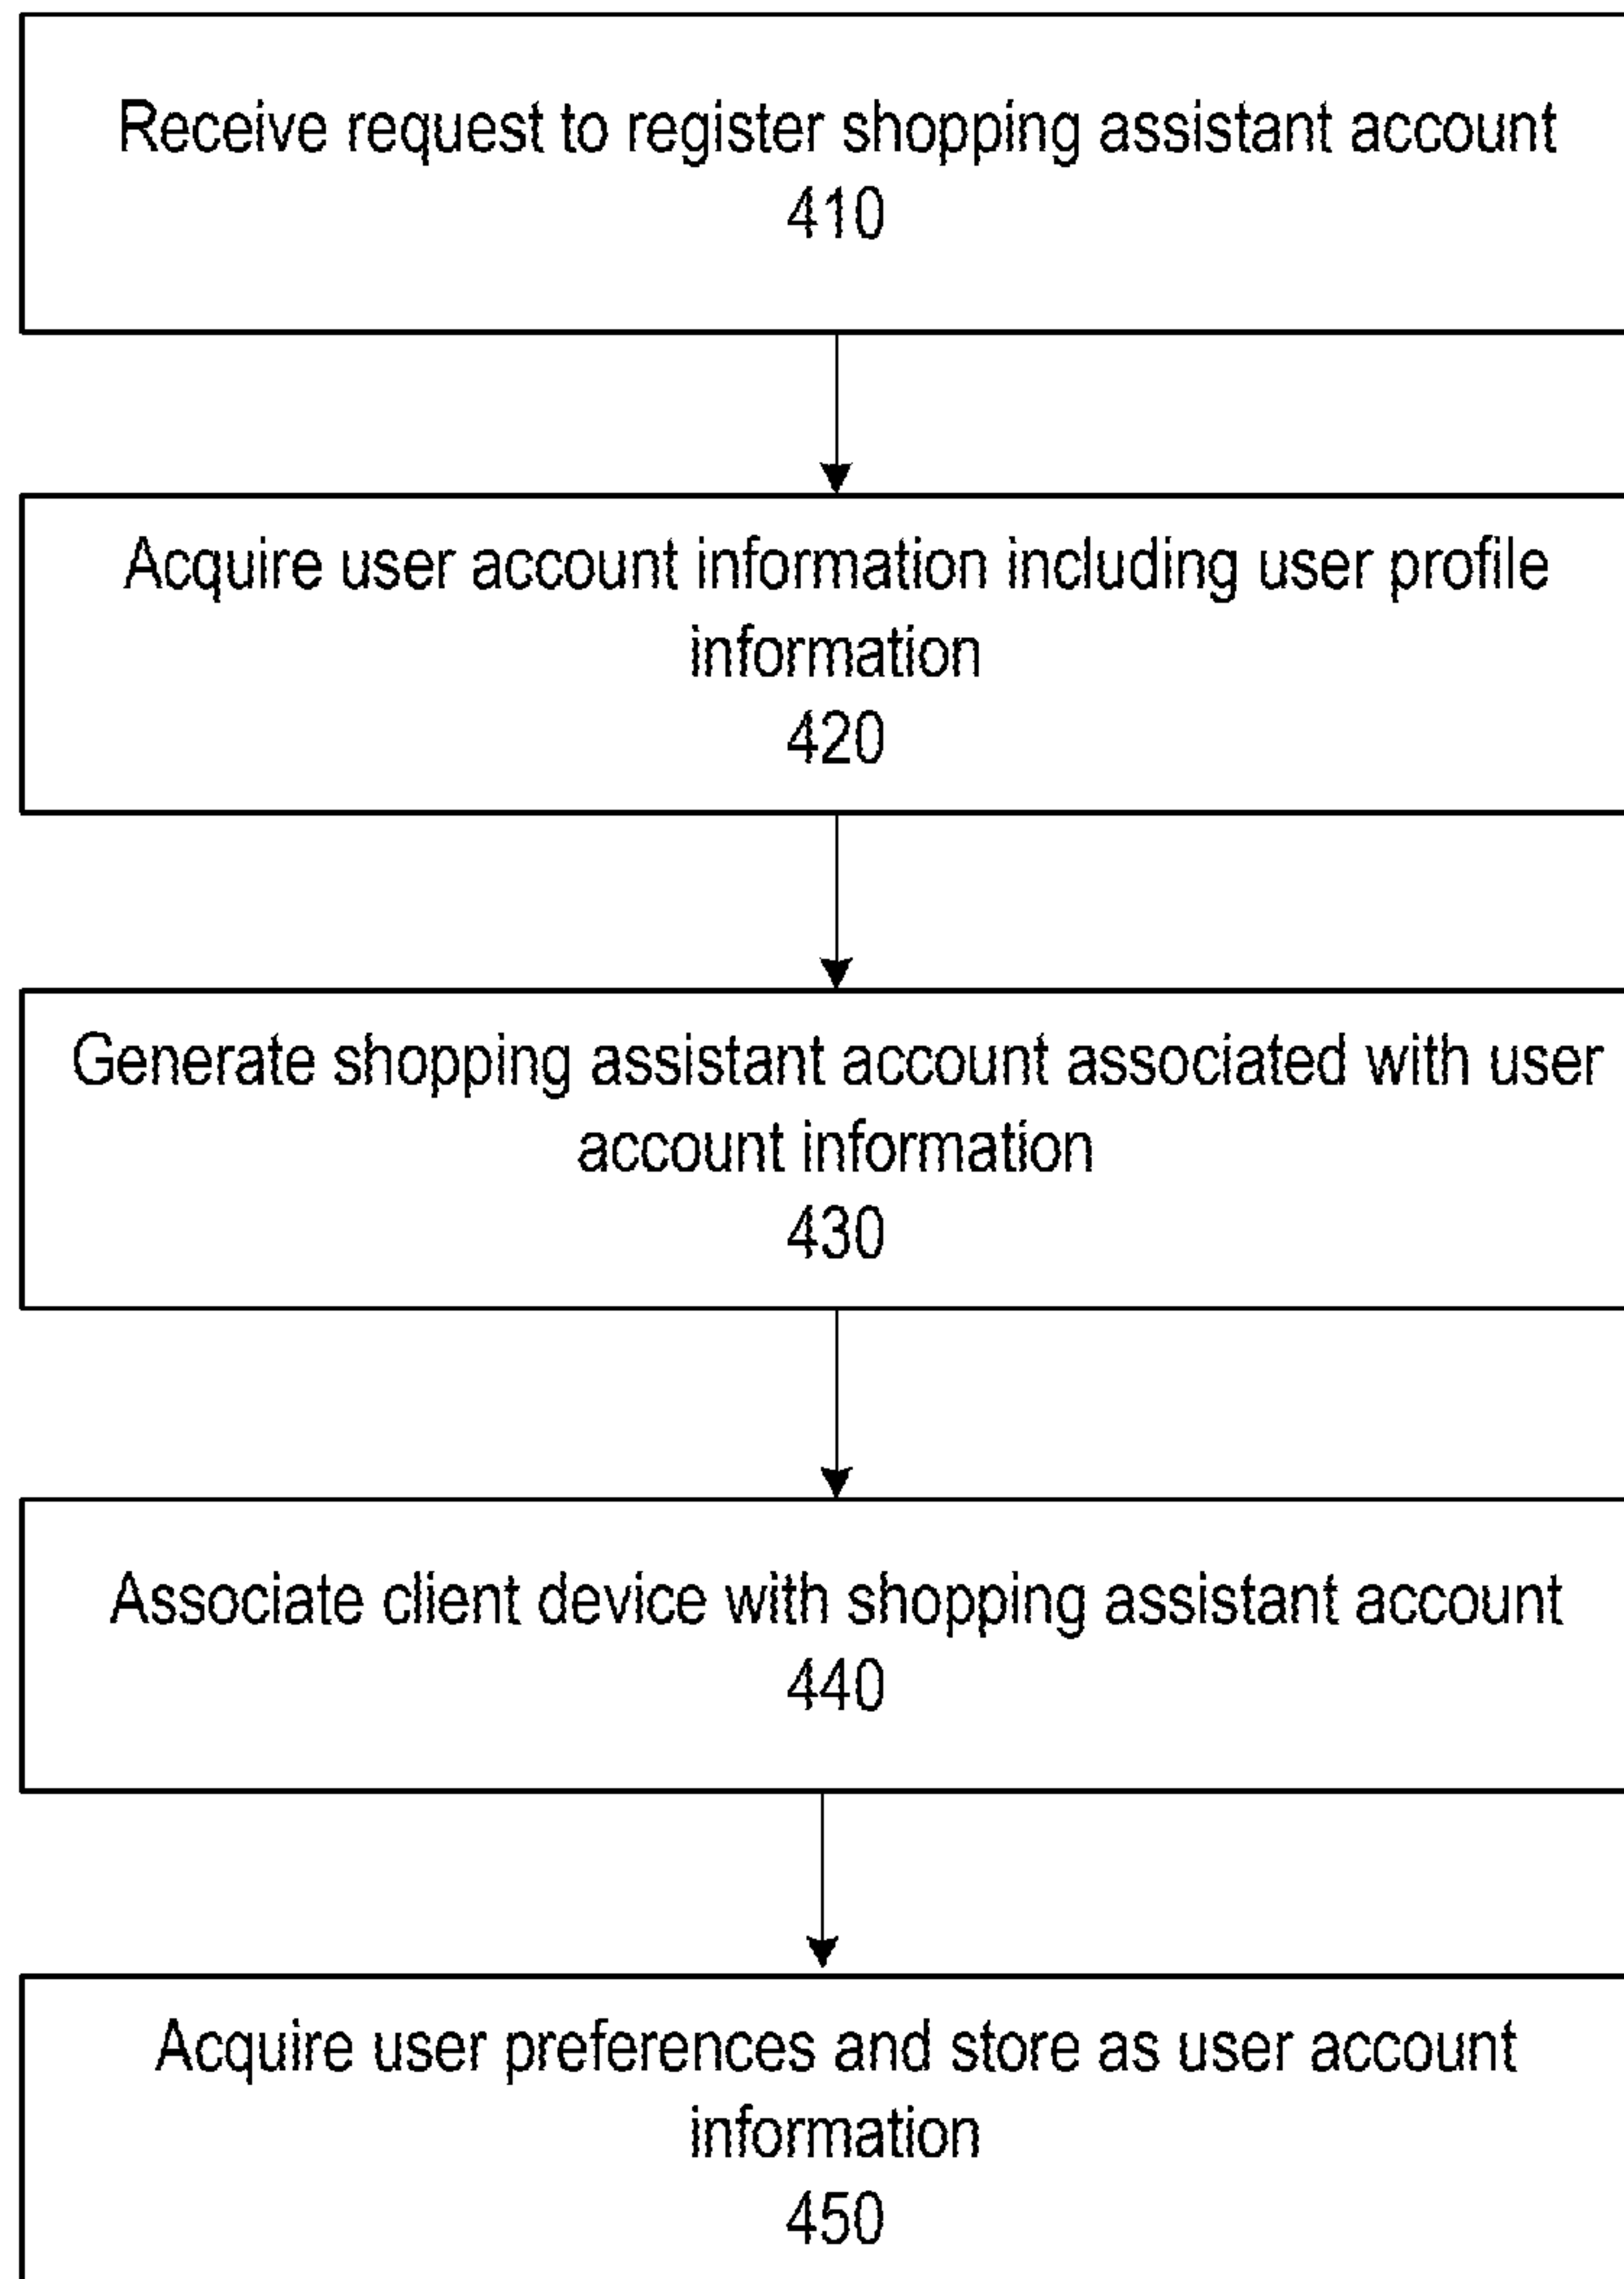 Receive request to register shopping assistant account
410
Acquire user account information including user profile
information
420
Generate shopping assistant account associated with user
account information
430
Associate client device with shopping assistant account
440
Acquire user preferences and store as user account
information
450